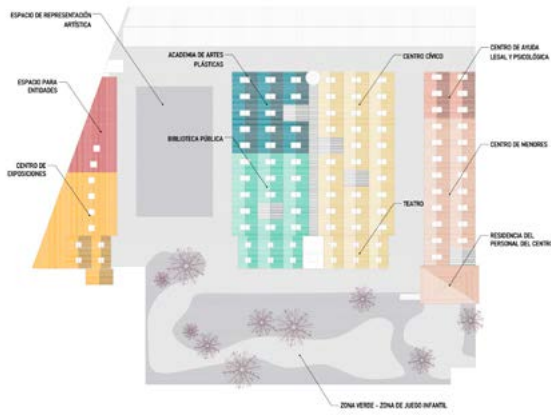 ESPACIO DE REPRESENTACIÓN
ARTÍSTICA
ACADEMIA DE ARTES
PLÁSTICAS
CENTRO CÍVICO
CENTRO DE AYUDA
LEGAL Y PSICOLÓGICA
ESPACIO PARA
ENTIDADES
BIBLIOTECA PÚBLICA
CENTRO DE MENORES
CENTRO DE
EXPOSICIONES
TEATRO
RESIDENCIA DEL
PERSONAL DEL CENTRO
ZONA VERDE - ZONA DE JUEGO INFANTIL